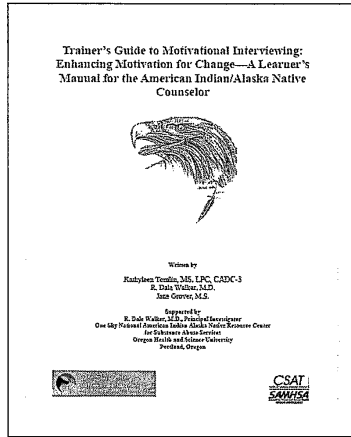 Trainer's Guide to Motivational Interviewing:
Enhancing Motivation for Change—A Learner's
Manual for the American Indian/Alaska Native
Counselor
Written by
Kathyleen Tomlin, MS, LPC, CADC-3
R. Dale Walker, M.D.
Jane Grover, M.S.
Supported by
R. Dale Walker, M.D., Principal Investigator
One Sky National American Indian Alaska Native Resource Center
for Substance Abuse Services
Oregon Health and Science University
Portland, Oregon
CSAT
SAMHSA